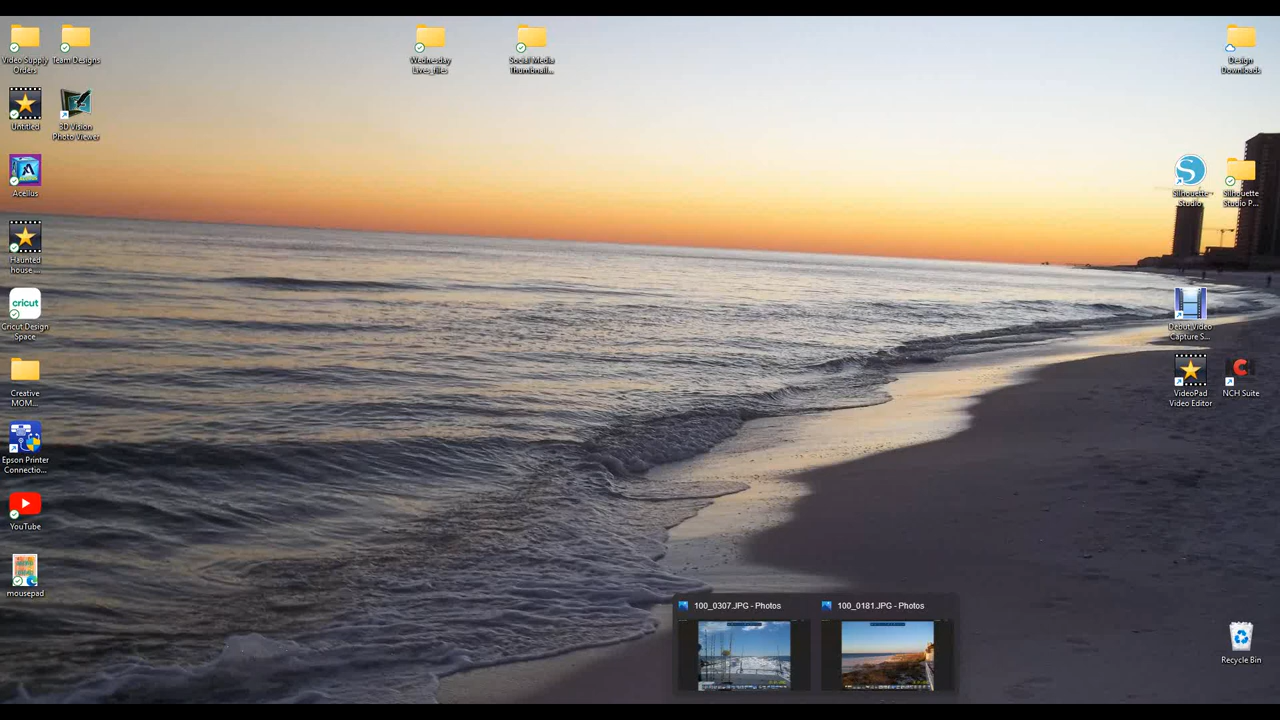 Video Supply
Orders
Team Designs
Wednesday
Live_files
Social Media
Thumbnail...
Design
Downloads
Untitled
3D Vision
Photo Viewer
Acellus
Silhouette
Studio
Silhouette
Studio P...
Haunted
house ...
cricut
Cricut Design
Space
Debut Video
Capture S...
Creative
MOM...
VideoPad
Video Editor
NCH Suite
Epson Printer
Connectio...
YouTube
mousepad
100_0307.JPG - Photos
100_0181.JPG - Photos
Recycle Bin